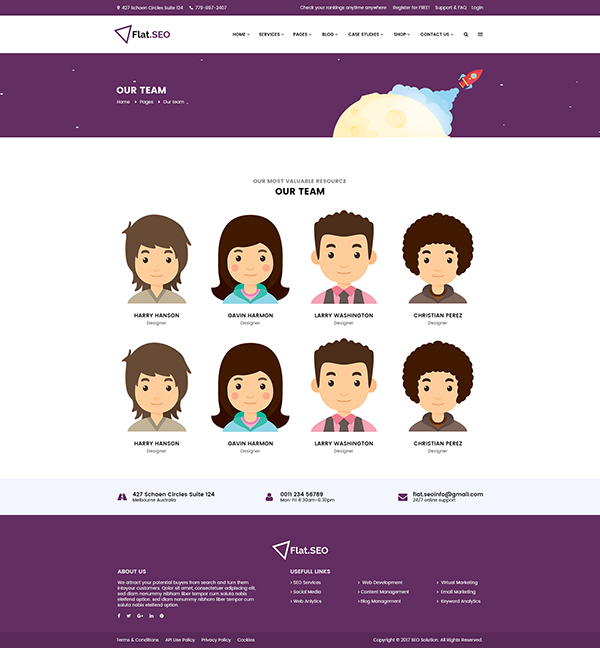 427 Schoen Circles Suite 124 779-897-3407 Check your rankings anytime anywhere Register for FREE! Support & FAQ Login
Flat.SEO HOME SERVICES PAGES BLOG CASE STUDIES SHOP CONTACT US
OUR TEAM
Home Pages Our team
OUR MOST VALUABLE RESOURCE
OUR TEAM
HARRY HANSON GAVIN HARMON LARRY WASHINGTON CHRISTIAN PEREZ
Designer Designer Designer Designer
HARRY HANSON GAVIN HARMON LARRY WASHINGTON CHRISTIAN PEREZ
Designer Designer Designer Designer
427 Schoen Circles Suite 124 0011 234 56789 flat.seoinfo@gmail.com
Melbourne Australia Mon-Fri 8:30am-6:30pm 24/7 online support
Flat.SEO
ABOUT US USEFULL LINKS
We attract your potential buyers from search and turn them
intoyour customers. Qolor sit amet, consectetuer adipiscing elit,
sed diam nonummy nibham liber tempor cum soluta nobis
eleifend option. sed diam nonummy nibham liber tempor cum
soluta nobis eleifend option congue nibham liber tempor.
> SEO Services > Web Development > Virtual Marketing
> Social Media > Content Management > Email Marketing
> Web Anlytics > Blog Management > Keyword Analytics
Terms & Conditions API Use Policy Privacy Policy Cookies Copyright © 2017 SEO Solution. All Rights Reserved.